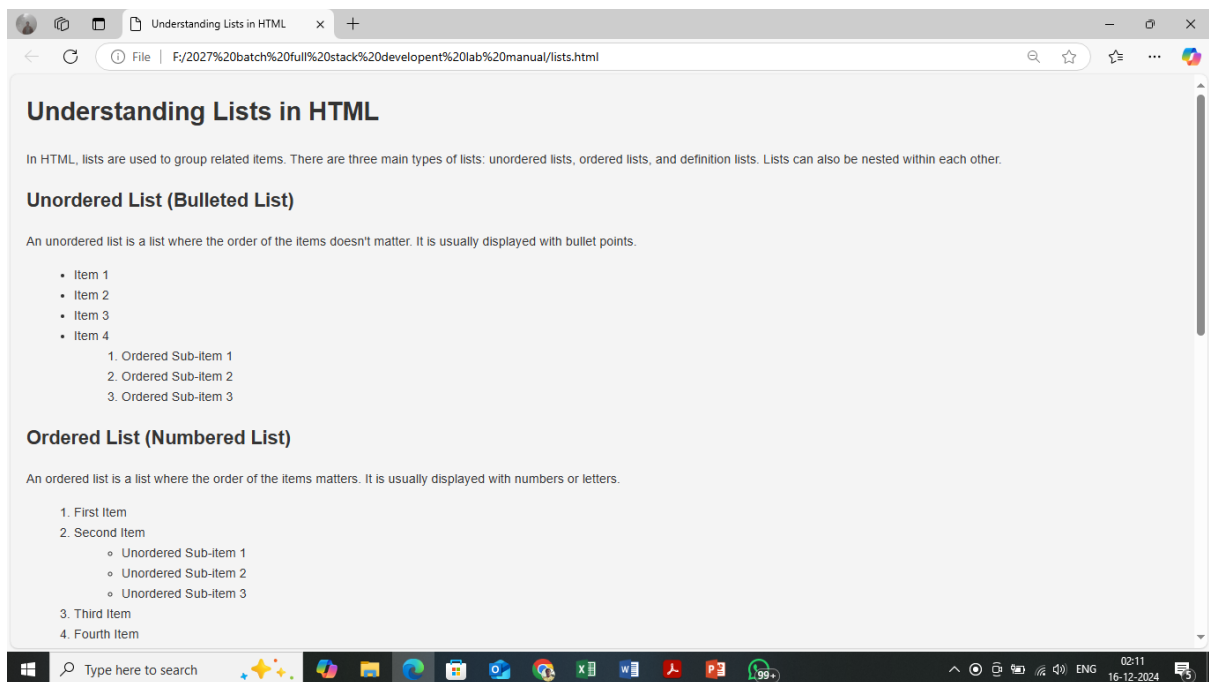 Understanding Lists in HTML
File F:/2027%20batch%20full%20stack%20developent%20lab%20manual/lists.html
Understanding Lists in HTML
In HTML, lists are used to group related items. There are three main types of lists: unordered lists, ordered lists, and definition lists. Lists can also be nested within each other.
Unordered List (Bulleted List)
An unordered list is a list where the order of the items doesn't matter. It is usually displayed with bullet points.
• Item 1
• Item 2
• Item 3
• Item 4
1. Ordered Sub-item 1
2. Ordered Sub-item 2
3. Ordered Sub-item 3
Ordered List (Numbered List)
An ordered list is a list where the order of the items matters. It is usually displayed with numbers or letters.
1. First Item
2. Second Item
◦ Unordered Sub-item 1
◦ Unordered Sub-item 2
◦ Unordered Sub-item 3
3. Third Item
4. Fourth Item
Type here to search 99+ ENG 02:11
16-12-2024 5